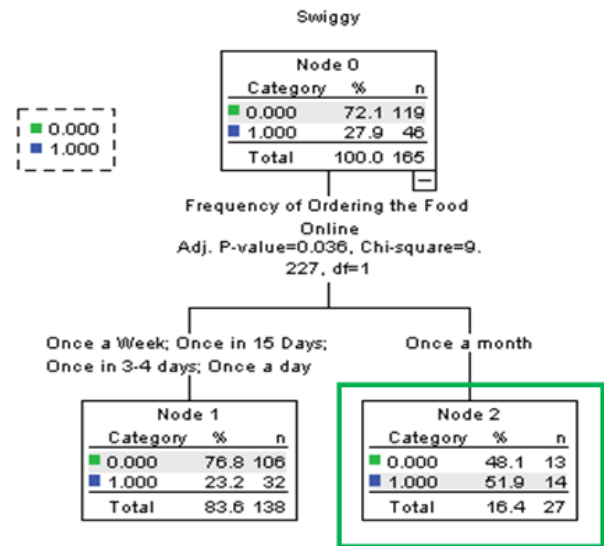 Swiggy
Node 0
Category % n
0.000 72.1 119
1.000 27.9 46
Total 100.0 165
0.000
1.000
Frequency of Ordering the Food
Online
Adj. P-value=0.036, Chi-square=9.
227, df=1
Once a Week; Once in 15 Days;
Once in 3-4 days; Once a day
Once a month
Node 1
Category % n
0.000 76.8 106
1.000 23.2 32
Total 83.6 138
Node 2
Category % n
0.000 48.1 13
1.000 51.9 14
Total 16.4 27